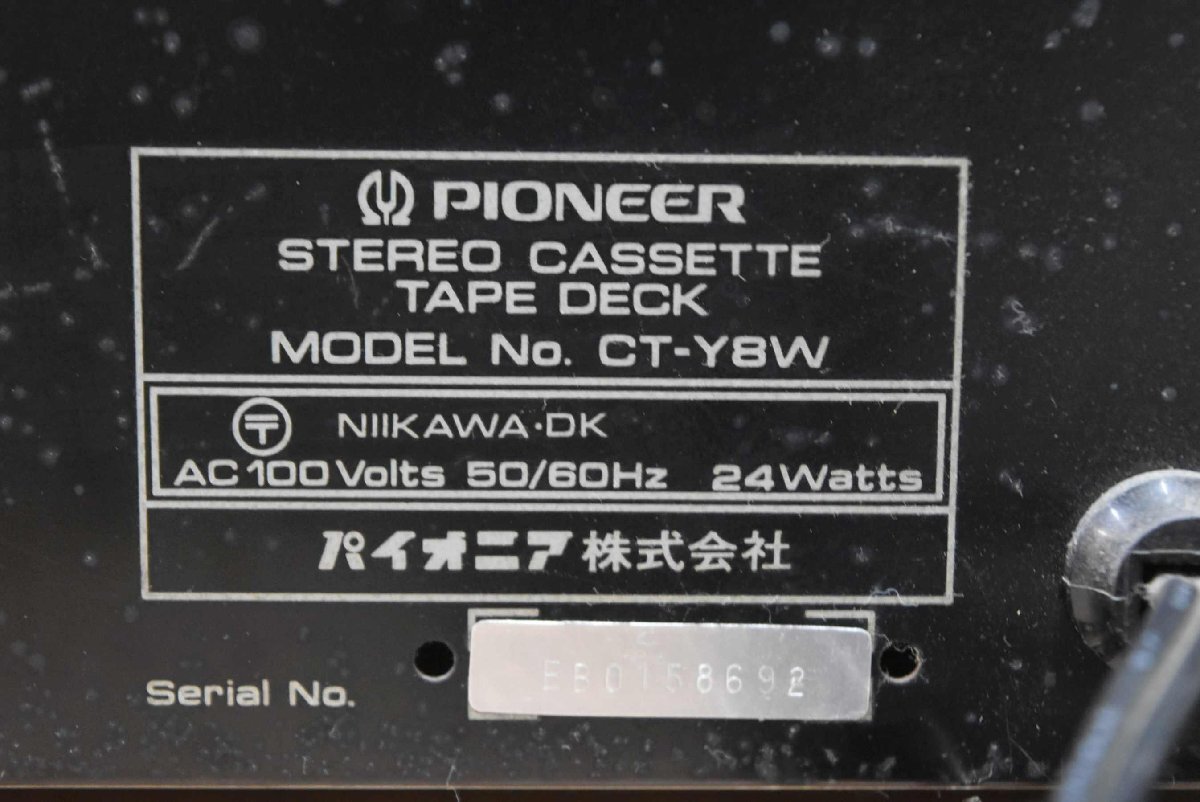 PIONEER
STEREO CASSETTE
TAPE DECK
MODEL No. CT-Y8W
NIIKAWA・DK
AC 100 Volts 50/60Hz 24Watts
パイオニア株式会社
EB0158692
Serial No.